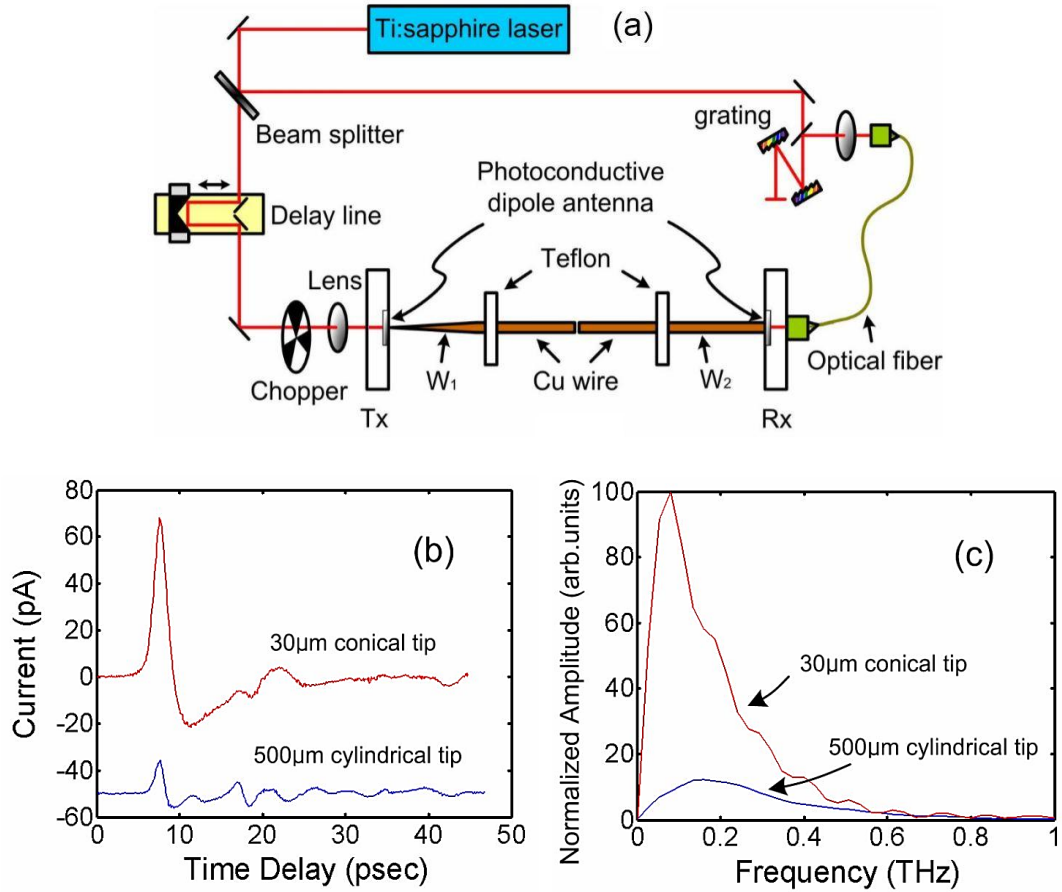 Ti:sapphire laser
(a)
Beam splitter
grating
Photoconductive
dipole antenna
Delay line
Teflon
Lens
Chopper
W1
Cu wire
W2
Optical fiber
Tx
Rx
80
60
40
20
0
-20
-40
-60
Current (pA)
(b)
30μm conical tip
500μm cylindrical tip
0
10
20
30
40
50
Time Delay (psec)
100
80
60
40
20
0
Normalized Amplitude (arb.units)
(c)
30μm conical tip
500μm cylindrical tip
0
0.2
0.4
0.6
0.8
1
Frequency (THz)